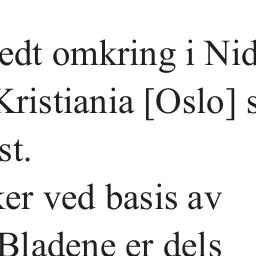 edt omkring i Nid
Kristiania [Oslo] s
st.
ker ved basis av
Bladene er dels